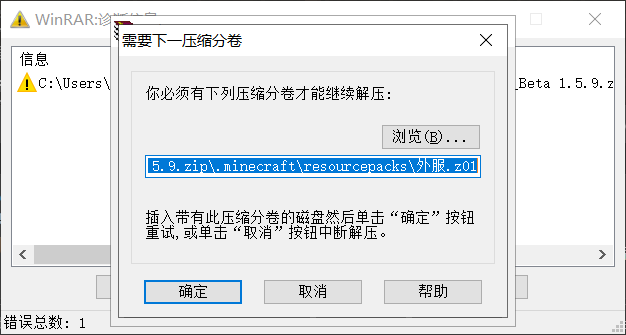 WinRAR:诊断信息
需要下一压缩分卷
信息
C:\Users\
_Beta 1.5.9.z
你必须有下列压缩分卷才能继续解压:
浏览(B)...
5.9.zip\.minecraft\resourcepacks\外服.z01
插入带有此压缩分卷的磁盘然后单击“确定”按钮
重试,或单击“取消”按钮中断解压。
确定
取消
帮助
错误总数: 1